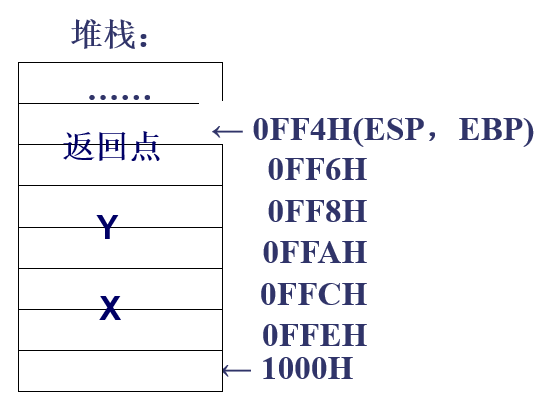 堆栈：
……
← 0FF4H(ESP，EBP)
返回点
0FF6H
0FF8H
Y
0FFAH
0FFCH
X
0FFEH
← 1000H